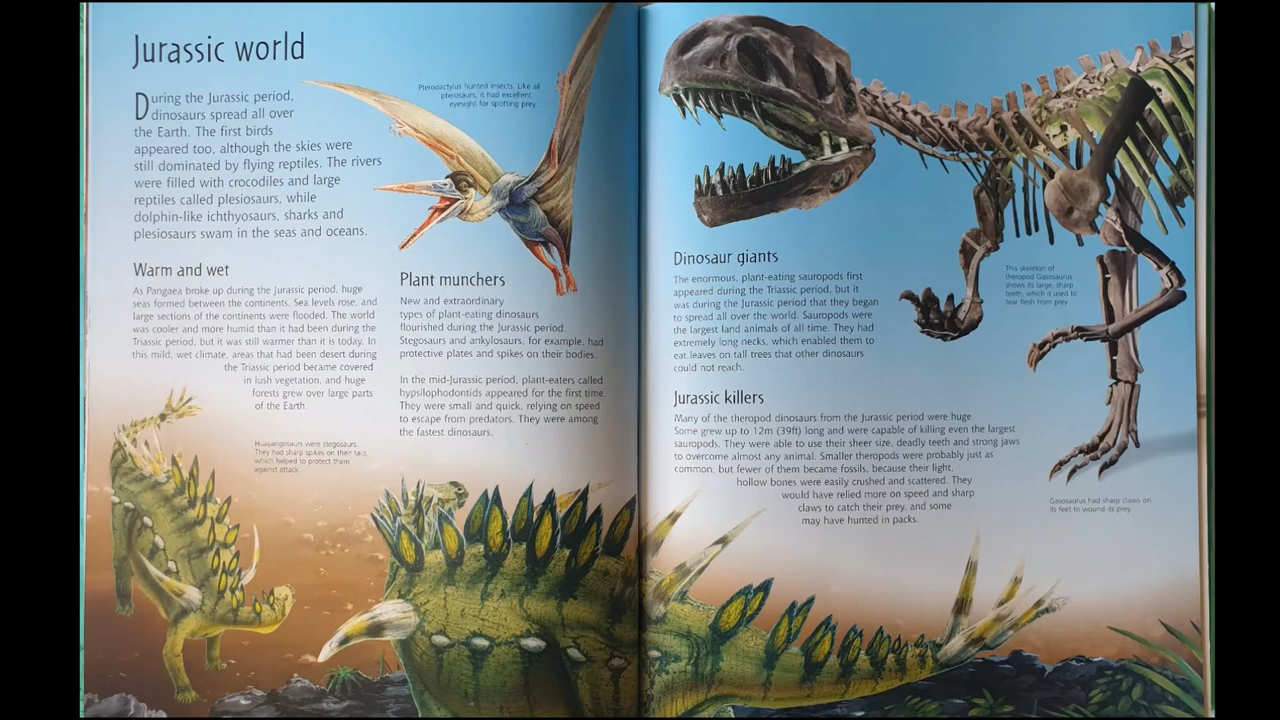 Jurassic world
During the Jurassic period,
dinosaurs spread all over
the Earth. The first birds
appeared too, although the skies were
still dominated by flying reptiles. The rivers
were filled with crocodiles and large
reptiles called plesiosaurs, while
dolphin-like ichthyosaurs, sharks and
plesiosaurs swam in the seas and oceans.
Pterodactylus hunted insects. Like all
pterosaurs, it had excellent
eyesight for spotting prey.
Warm and wet
As Pangaea broke up during the Jurassic period, huge
seas formed between the continents. Sea levels rose, and
large sections of the continents were flooded. The world
was cooler and more humid than it had been during the
Triassic period, but it was still warmer than it is today. In
this mild, wet climate, areas that had been desert during
the Triassic period became covered
in lush vegetation, and huge
forests grew over large parts
of the Earth.
Huayangosaurs were stegosaurs.
They had sharp spikes on their tails,
which helped to protect them
against attack.
Plant munchers
New and extraordinary
types of plant-eating dinosaurs
flourished during the Jurassic period.
Stegosaurs and ankylosaurs, for example, had
protective plates and spikes on their bodies.
In the mid-Jurassic period, plant-eaters called
hypsilophodontids appeared for the first time.
They were small and quick, relying on speed
to escape from predators. They were among
the fastest dinosaurs.
Dinosaur giants
The enormous, plant-eating sauropods first
appeared during the Triassic period, but it
was during the Jurassic period that they began
to spread all over the world. Sauropods were
the largest land animals of all time. They had
extremely long necks, which enabled them to
eat leaves on tall trees that other dinosaurs
could not reach.
This skeleton of
theropod Gasosaurus
shows its large, sharp
teeth, which it used to
tear flesh from prey.
Jurassic killers
Many of the theropod dinosaurs from the Jurassic period were huge.
Some grew up to 12m (39ft) long and were capable of killing even the largest
sauropods. They were able to use their sheer size, deadly teeth and strong jaws
to overcome almost any animal. Smaller theropods were probably just as
common, but fewer of them became fossils, because their light,
hollow bones were easily crushed and scattered. They
would have relied more on speed and sharp
claws to catch their prey, and some
may have hunted in packs.
Gasosaurus had sharp claws on
its feet to wound its prey.